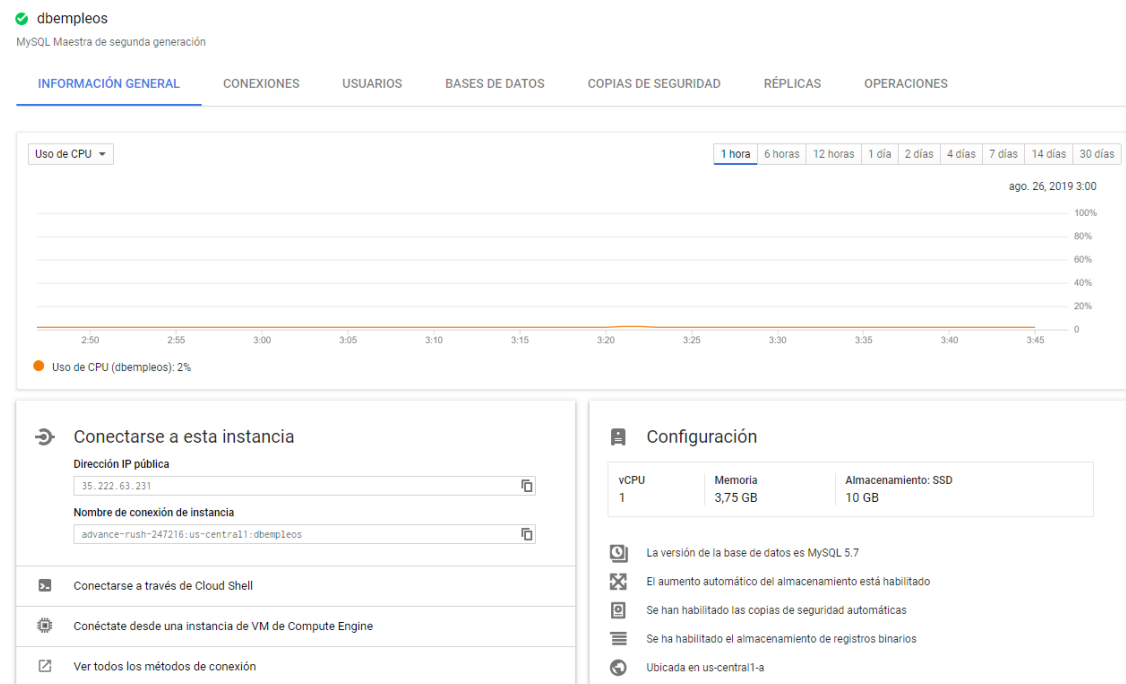 dbempleos
MySQL Maestra de segunda generación
INFORMACIÓN GENERAL CONEXIONES USUARIOS BASES DE DATOS COPIAS DE SEGURIDAD RÉPLICAS OPERACIONES
Uso de CPU
1 hora 6 horas 12 horas 1 día 2 días 4 días 7 días 14 días 30 días
ago. 26, 2019 3:00
100%
80%
60%
40%
20%
0
2:50 2:55 3:00 3:05 3:10 3:15 3:20 3:25 3:30 3:35 3:40 3:45
Uso de CPU (dbempleos): 2%
Conectarse a esta instancia
Dirección IP pública
35.222.63.231
Nombre de conexión de instancia
advance-rush-247216:us-central1:dbempleos
Conectarse a través de Cloud Shell
Conéctate desde una instancia de VM de Compute Engine
Ver todos los métodos de conexión
Configuración
vCPU Memoria Almacenamiento: SSD
1 3,75 GB 10 GB
La versión de la base de datos es MySQL 5.7
El aumento automático del almacenamiento está habilitado
Se han habilitado las copias de seguridad automáticas
Se ha habilitado el almacenamiento de registros binarios
Ubicada en us-central1-a